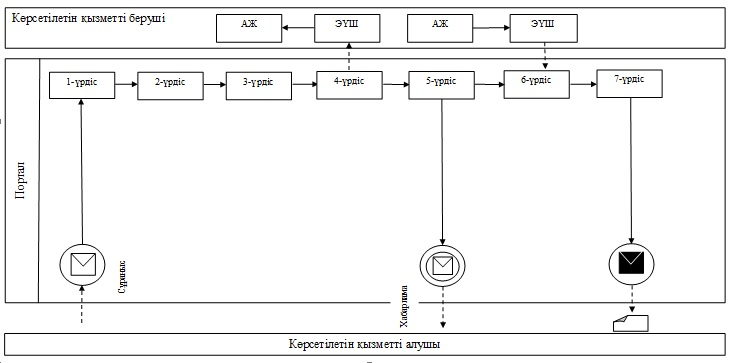 Көрсетілетін қызметті беруші
АЖ
ЭҮШ
АЖ
ЭҮШ
Портал
1-үрдіс
2-үрдіс
3-үрдіс
4-үрдіс
5-үрдіс
6-үрдіс
7-үрдіс
Сұраныс
Хабарлама
Көрсетілетін қызметті алушы